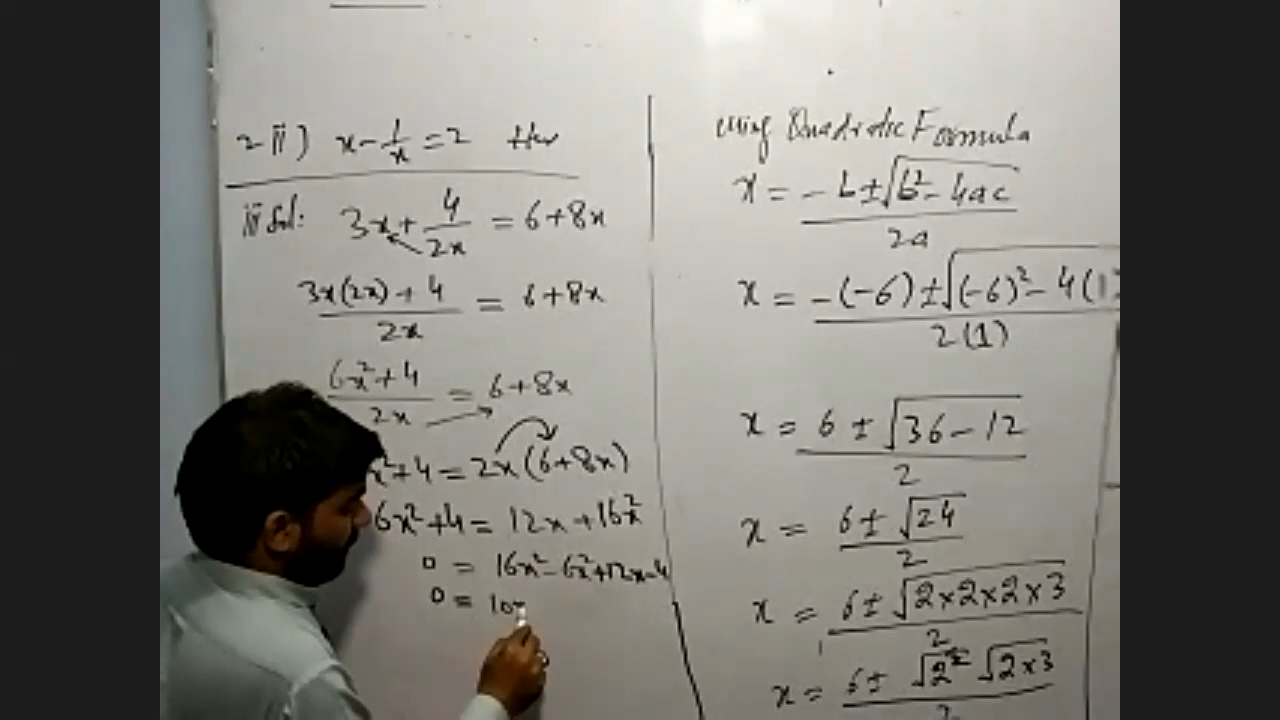 2 ii) x - 1/x = 2
iii Sol: 3x + 4/2x = 6 + 8x
3x(2x) + 4 / 2x = 6 + 8x
6x² + 4 / 2x = 6 + 8x
x² + 4 = 2x(6 + 8x)
6x² + 4 = 12x + 16x²
0 = 16x² - 6x² + 12x - 4
0 = 10x
using Quadratic Formula
x = -b ± √b² - 4ac / 2a
x = -(-6) ± √(-6)² - 4(1) / 2(1)
x = 6 ± √36 - 12 / 2
x = 6 ± √24 / 2
x = 6 ± √2×2×2×3 / 2
x = 6 ± √2² √2×3 / 2